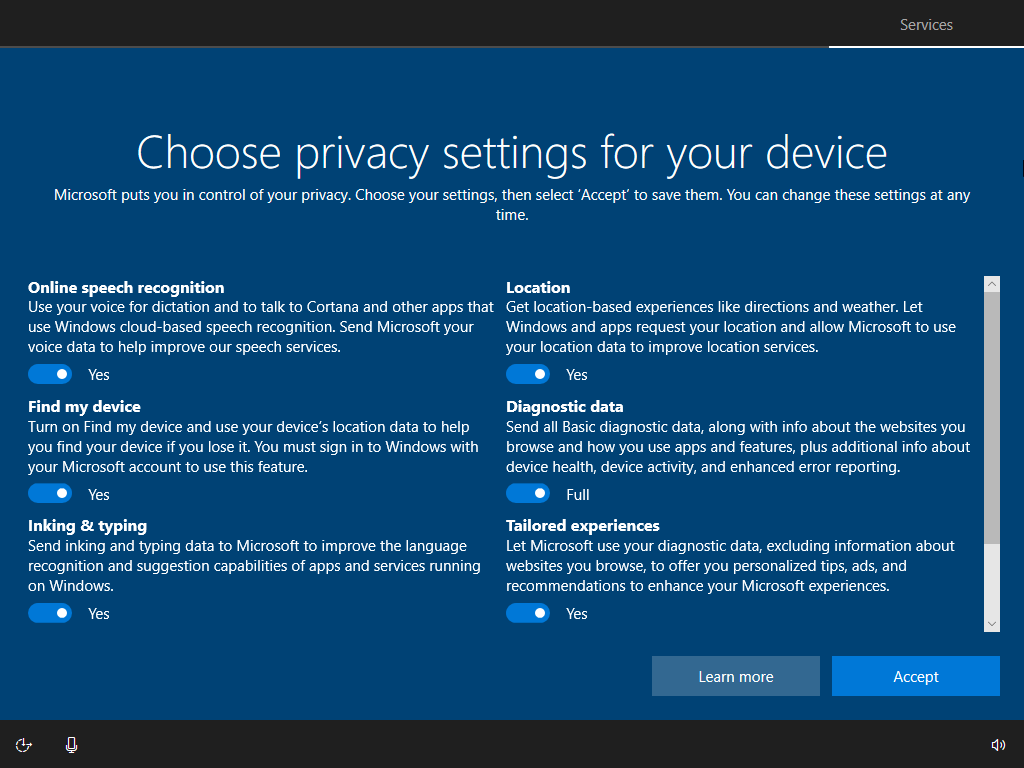 Services
Choose privacy settings for your device
Microsoft puts you in control of your privacy. Choose your settings, then select ‘Accept’ to save them. You can change these settings at any
time.
Online speech recognition
Use your voice for dictation and to talk to Cortana and other apps that
use Windows cloud-based speech recognition. Send Microsoft your
voice data to help improve our speech services.
Yes
Location
Get location-based experiences like directions and weather. Let
Windows and apps request your location and allow Microsoft to use
your location data to improve location services.
Yes
Find my device
Turn on Find my device and use your device’s location data to help
you find your device if you lose it. You must sign in to Windows with
your Microsoft account to use this feature.
Yes
Diagnostic data
Send all Basic diagnostic data, along with info about the websites you
browse and how you use apps and features, plus additional info about
device health, device activity, and enhanced error reporting.
Full
Inking & typing
Send inking and typing data to Microsoft to improve the language
recognition and suggestion capabilities of apps and services running
on Windows.
Yes
Tailored experiences
Let Microsoft use your diagnostic data, excluding information about
websites you browse, to offer you personalized tips, ads, and
recommendations to enhance your Microsoft experiences.
Yes
Learn more
Accept